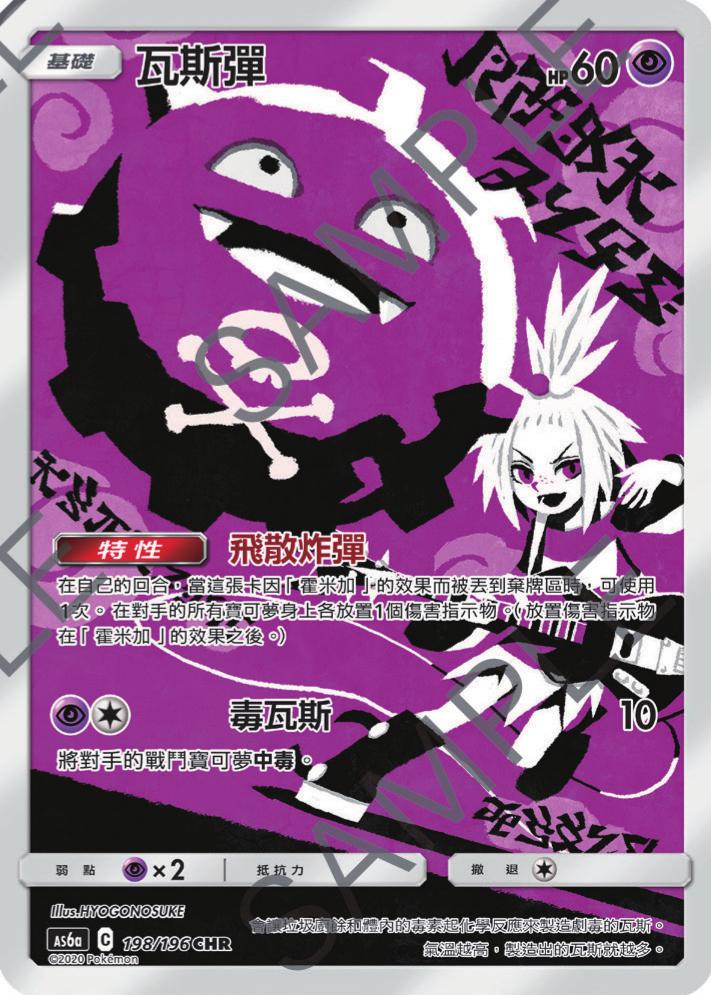 基礎 瓦斯彈 HP60
特性 飛散炸彈
在自己的回合,當這張卡因「霍米加」的效果而被丟到棄牌區時,可使用
1次。在對手的所有寶可夢身上各放置1個傷害指示物。(放置傷害指示物
在「霍米加」的效果之後。)
毒瓦斯 10
將對手的戰鬥寶可夢中毒。
弱點 ×2 抵抗力 撤退
Illus.HYOGONOSUKE
會讓垃圾園餘和體內的毒素起化學反應來製造劇毒的瓦斯。
AS6a C 198/196 CHR
氣溫越高,製造出的瓦斯就越多。
©2020 Pokémon
SAMPLE
SAMPLE